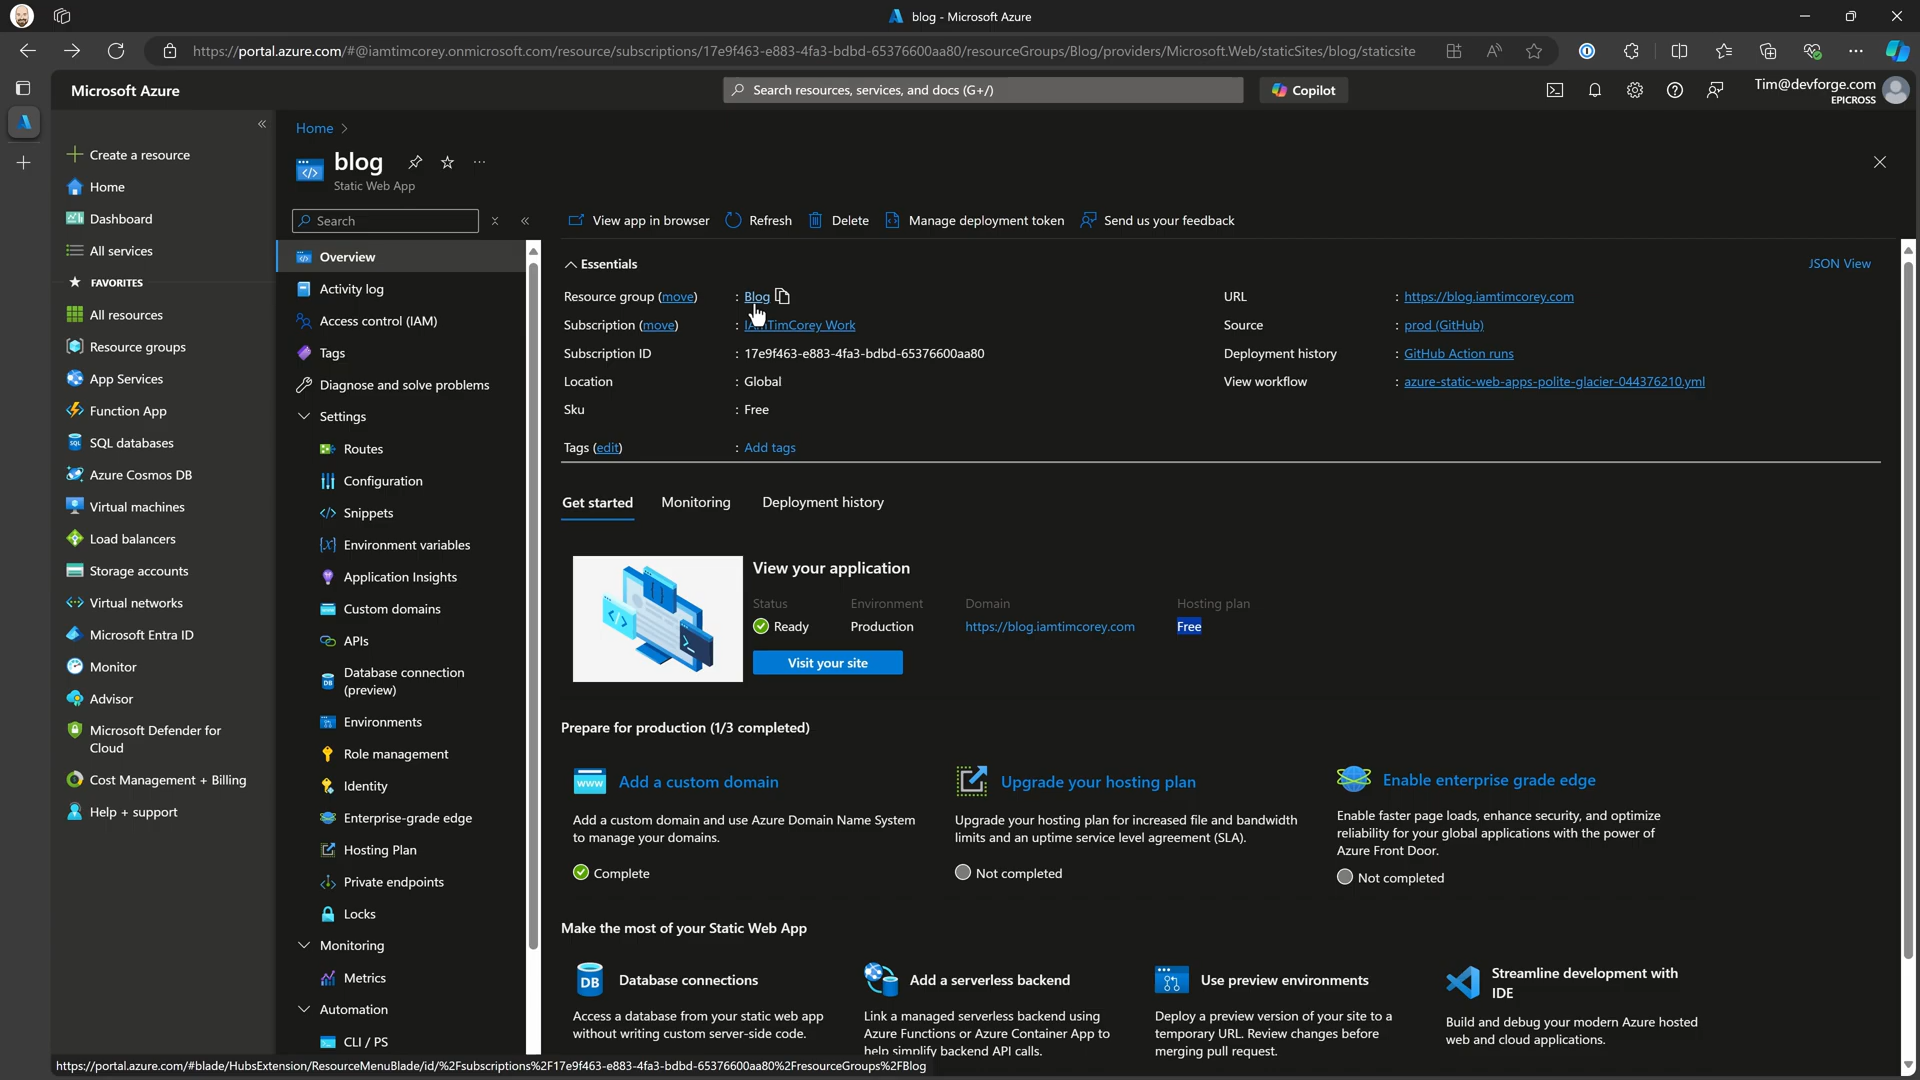 blog - Microsoft Azure
https://portal.azure.com/#@iamtimcorey.onmicrosoft.com/resource/subscriptions/17e9f463-e883-4fa3-bdbd-65376600aa80/resourceGroups/Blog/providers/Microsoft.Web/staticSites/blog/staticsite
Microsoft Azure
Search resources, services, and docs (G+/)
Copilot
Tim@devforge.com
EPICROSS
Create a resource
Home
Dashboard
All services
FAVORITES
All resources
Resource groups
App Services
Function App
SQL databases
Azure Cosmos DB
Virtual machines
Load balancers
Storage accounts
Virtual networks
Microsoft Entra ID
Monitor
Advisor
Microsoft Defender for
Cloud
Cost Management + Billing
Help + support
Home >
blog
Static Web App
Search
Overview
Activity log
Access control (IAM)
Tags
Diagnose and solve problems
Settings
Routes
Configuration
Snippets
Environment variables
Application Insights
Custom domains
APIs
Database connection
(preview)
Environments
Role management
Identity
Enterprise-grade edge
Hosting Plan
Private endpoints
Locks
Monitoring
Metrics
Automation
CLI / PS
View app in browser
Refresh
Delete
Manage deployment token
Send us your feedback
Essentials
JSON View
Resource group (move) : Blog
Subscription (move) : IAmTimCorey Work
Subscription ID : 17e9f463-e883-4fa3-bdbd-65376600aa80
Location : Global
Sku : Free
Tags (edit) : Add tags
URL : https://blog.iamtimcorey.com
Source : prod (GitHub)
Deployment history : GitHub Action runs
View workflow : azure-static-web-apps-polite-glacier-044376210.yml
Get started
Monitoring
Deployment history
View your application
Status Environment Domain Hosting plan
Ready Production https://blog.iamtimcorey.com Free
Visit your site
Prepare for production (1/3 completed)
Add a custom domain
Add a custom domain and use Azure Domain Name System
to manage your domains.
Complete
Upgrade your hosting plan
Upgrade your hosting plan for increased file and bandwidth
limits and an uptime service level agreement (SLA).
Not completed
Enable enterprise grade edge
Enable faster page loads, enhance security, and optimize
reliability for your global applications with the power of
Azure Front Door.
Not completed
Make the most of your Static Web App
DB
Database connections
Access a database from your static web app
without writing custom server-side code.
Add a serverless backend
Link a managed serverless backend using
Azure Functions or Azure Container App to
help simplify backend API calls.
Use preview environments
Deploy a preview version of your site to a
temporary URL. Review changes before
merging pull request.
Streamline development with
IDE
Build and debug your modern Azure hosted
web and cloud applications.
https://portal.azure.com/#blade/HubsExtension/ResourceMenuBlade/id/%2Fsubscriptions%2F17e9f463-e883-4fa3-bdbd-65376600aa80%2FresourceGroups%2FBlog